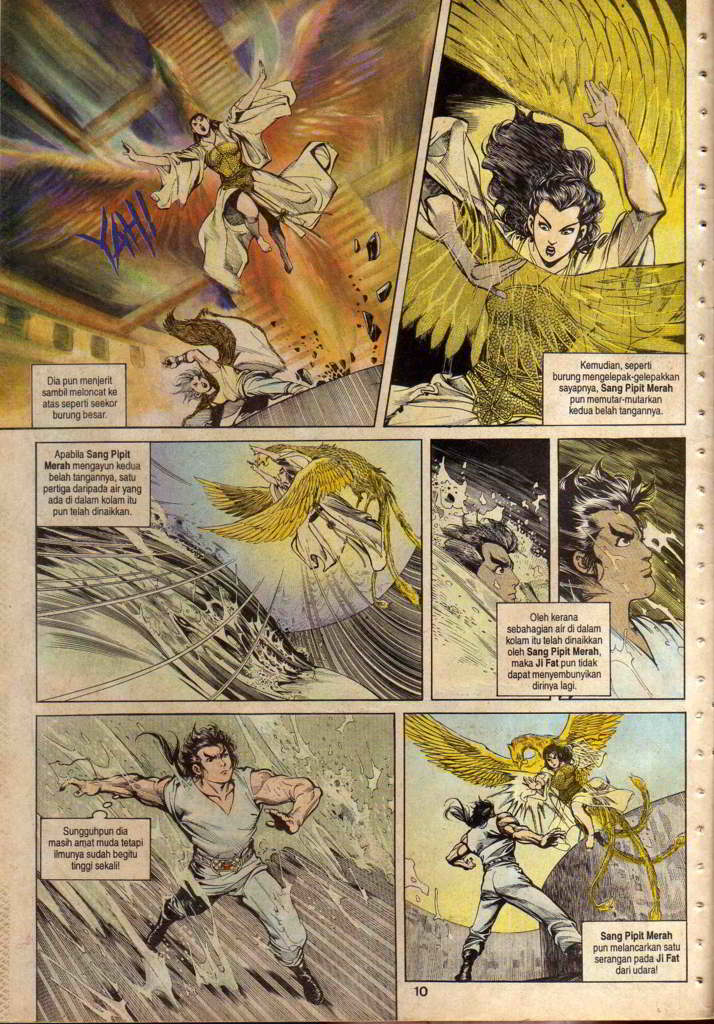 YAH!
Dia pun menjerit
sambil meloncat ke
atas seperti seekor
burung besar.
Kemudian, seperti
burung mengelepak-gelepakkan
sayapnya, Sang Pipit Merah
pun memutar-mutarkan
kedua belah tangannya.
Apabila Sang Pipit
Merah mengayun kedua
belah tangannya, satu
pertiga daripada air yang
ada di dalam kolam itu
pun telah dinaikkan.
Oleh kerana
sebahagian air di dalam
kolam itu telah dinaikkan
oleh Sang Pipit Merah,
maka Ji Fat pun tidak
dapat menyembunyikan
dirinya lagi.
Sungguhpun dia
masih amat muda tetapi
ilmunya sudah begitu
tinggi sekali!
Sang Pipit Merah
pun melancarkan satu
serangan pada Ji Fat
dari udara!
10